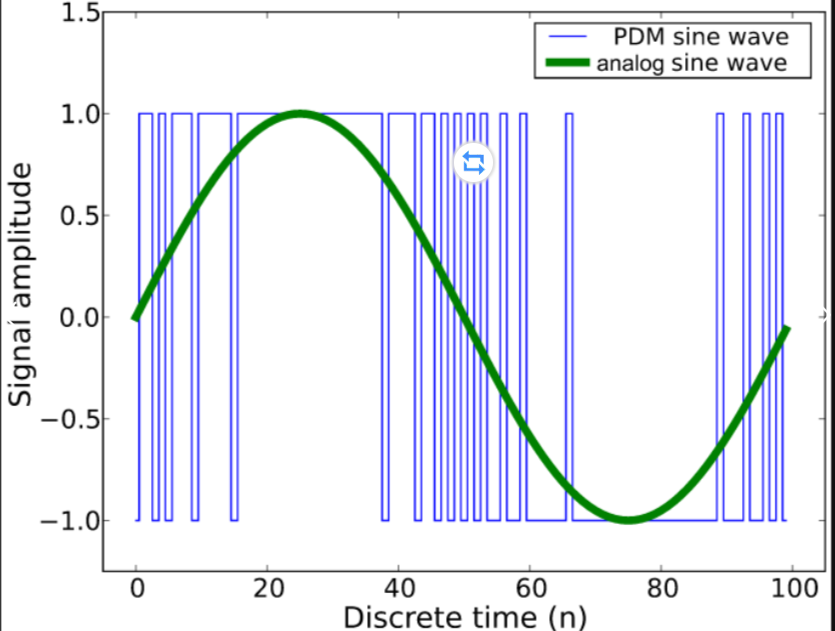 1.5
PDM sine wave
analog sine wave
1.0
0.5
0.0
−0.5
−1.0
Signal amplitude
0 20 40 60 80 100
Discrete time (n)